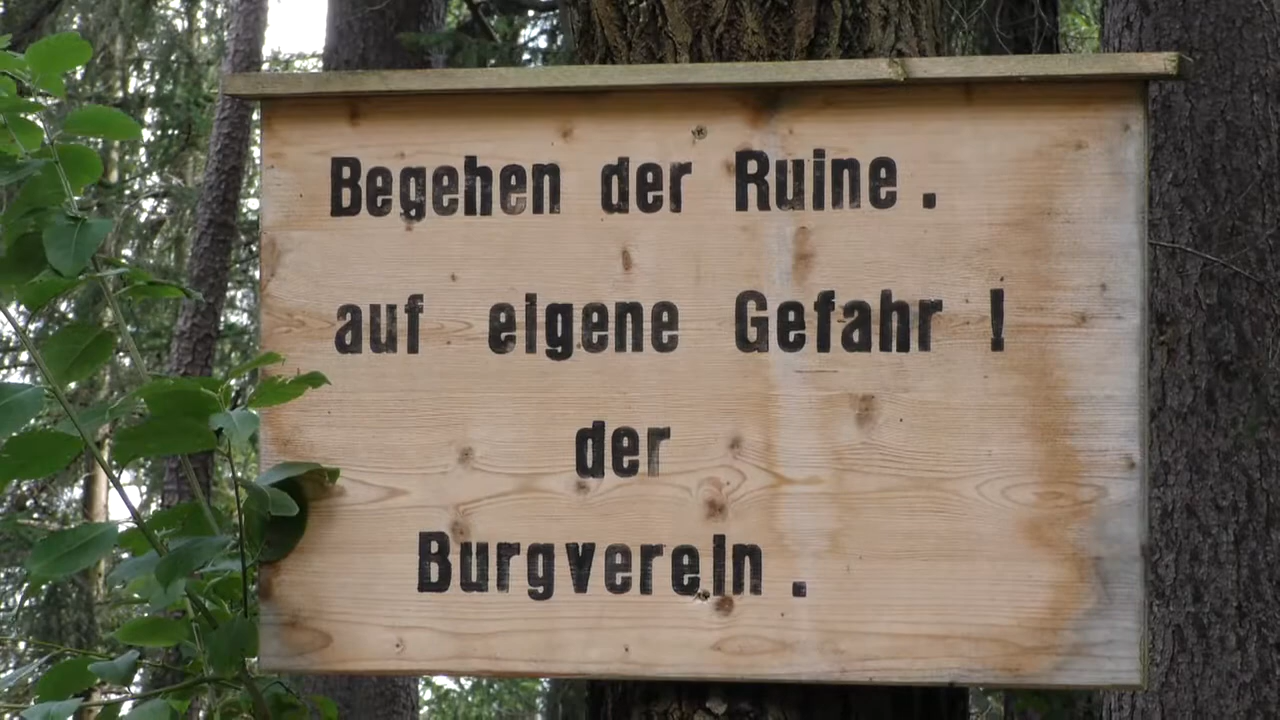 Begehen der Ruine .
auf eigene Gefahr !
der
Burgverein .